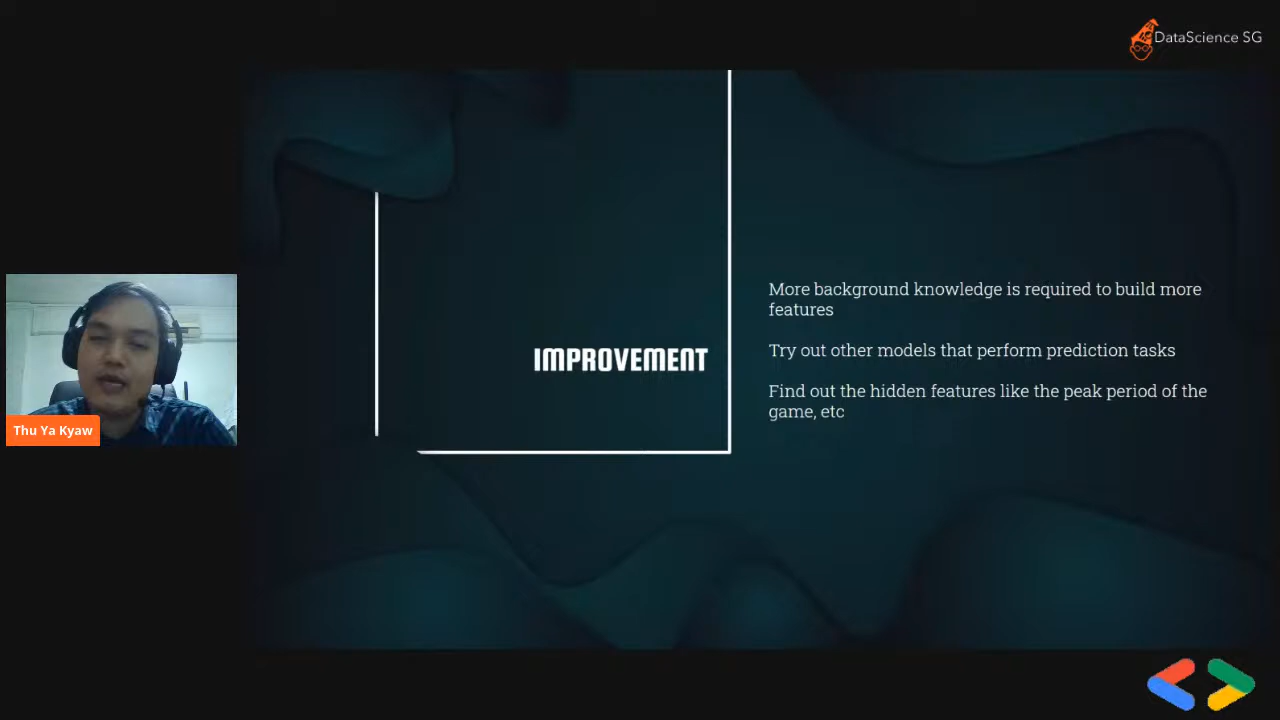 DataScience SG
More background knowledge is required to build more
features
IMPROVEMENT
Try out other models that perform prediction tasks
Find out the hidden features like the peak period of the
game, etc
Thu Ya Kyaw